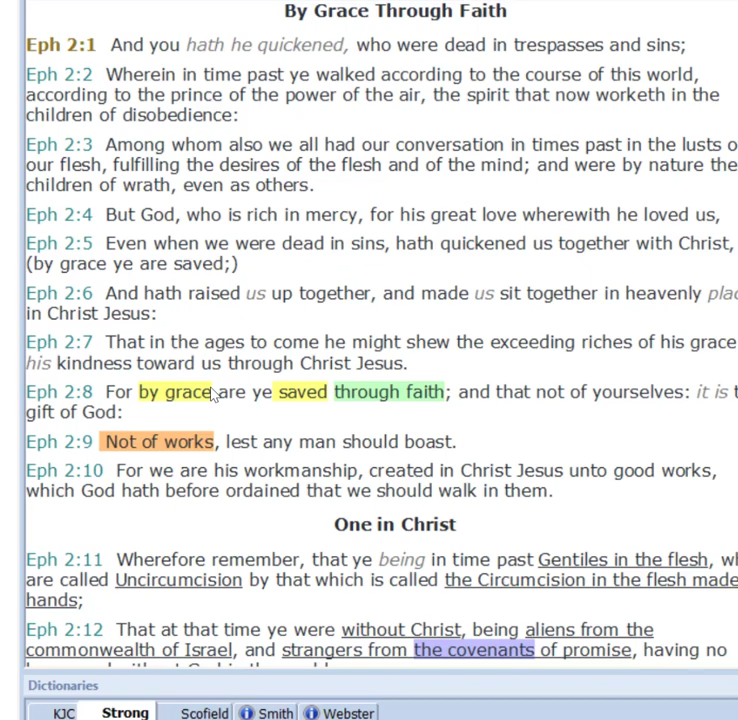 By Grace Through Faith
Eph 2:1 And you hath he quickened, who were dead in trespasses and sins;
Eph 2:2 Wherein in time past ye walked according to the course of this world,
according to the prince of the power of the air, the spirit that now worketh in the
children of disobedience:
Eph 2:3 Among whom also we all had our conversation in times past in the lusts
our flesh, fulfilling the desires of the flesh and of the mind; and were by nature the
children of wrath, even as others.
Eph 2:4 But God, who is rich in mercy, for his great love wherewith he loved us,
Eph 2:5 Even when we were dead in sins, hath quickened us together with Christ,
(by grace ye are saved;)
Eph 2:6 And hath raised us up together, and made us sit together in heavenly
in Christ Jesus:
Eph 2:7 That in the ages to come he might shew the exceeding riches of his grace
his kindness toward us through Christ Jesus.
Eph 2:8 For by grace are ye saved through faith; and that not of yourselves: it is
gift of God:
Eph 2:9 Not of works, lest any man should boast.
Eph 2:10 For we are his workmanship, created in Christ Jesus unto good works,
which God hath before ordained that we should walk in them.
One in Christ
Eph 2:11 Wherefore remember, that ye being in time past Gentiles in the flesh,
are called Uncircumcision by that which is called the Circumcision in the flesh made
hands;
Eph 2:12 That at that time ye were without Christ, being aliens from the
commonwealth of Israel, and strangers from the covenants of promise, having no
Dictionaries
KJC Strong Scofield Smith Webster